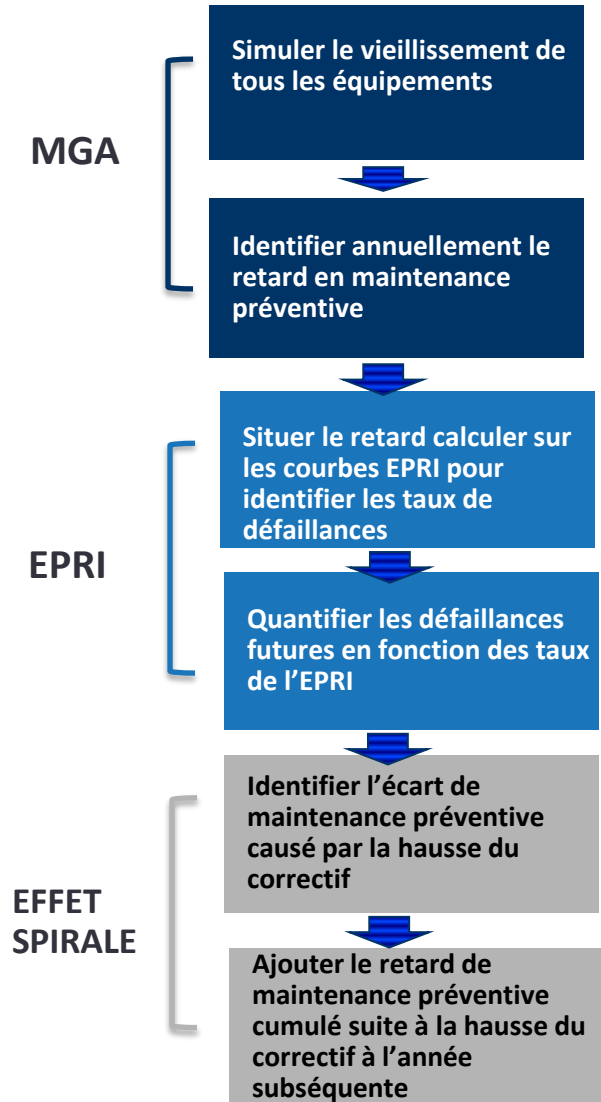 MGA
Simuler le vieillissement de
tous les équipements
Identifier annuellement le
retard en maintenance
préventive
EPRI
Situer le retard calculer sur
les courbes EPRI pour
identifier les taux de
défaillances
Quantifier les défaillances
futures en fonction des taux
de l’EPRI
EFFET
SPIRALE
Identifier l’écart de
maintenance préventive
causé par la hausse du
correctif
Ajouter le retard de
maintenance préventive
cumulé suite à la hausse du
correctif à l’année
subséquente